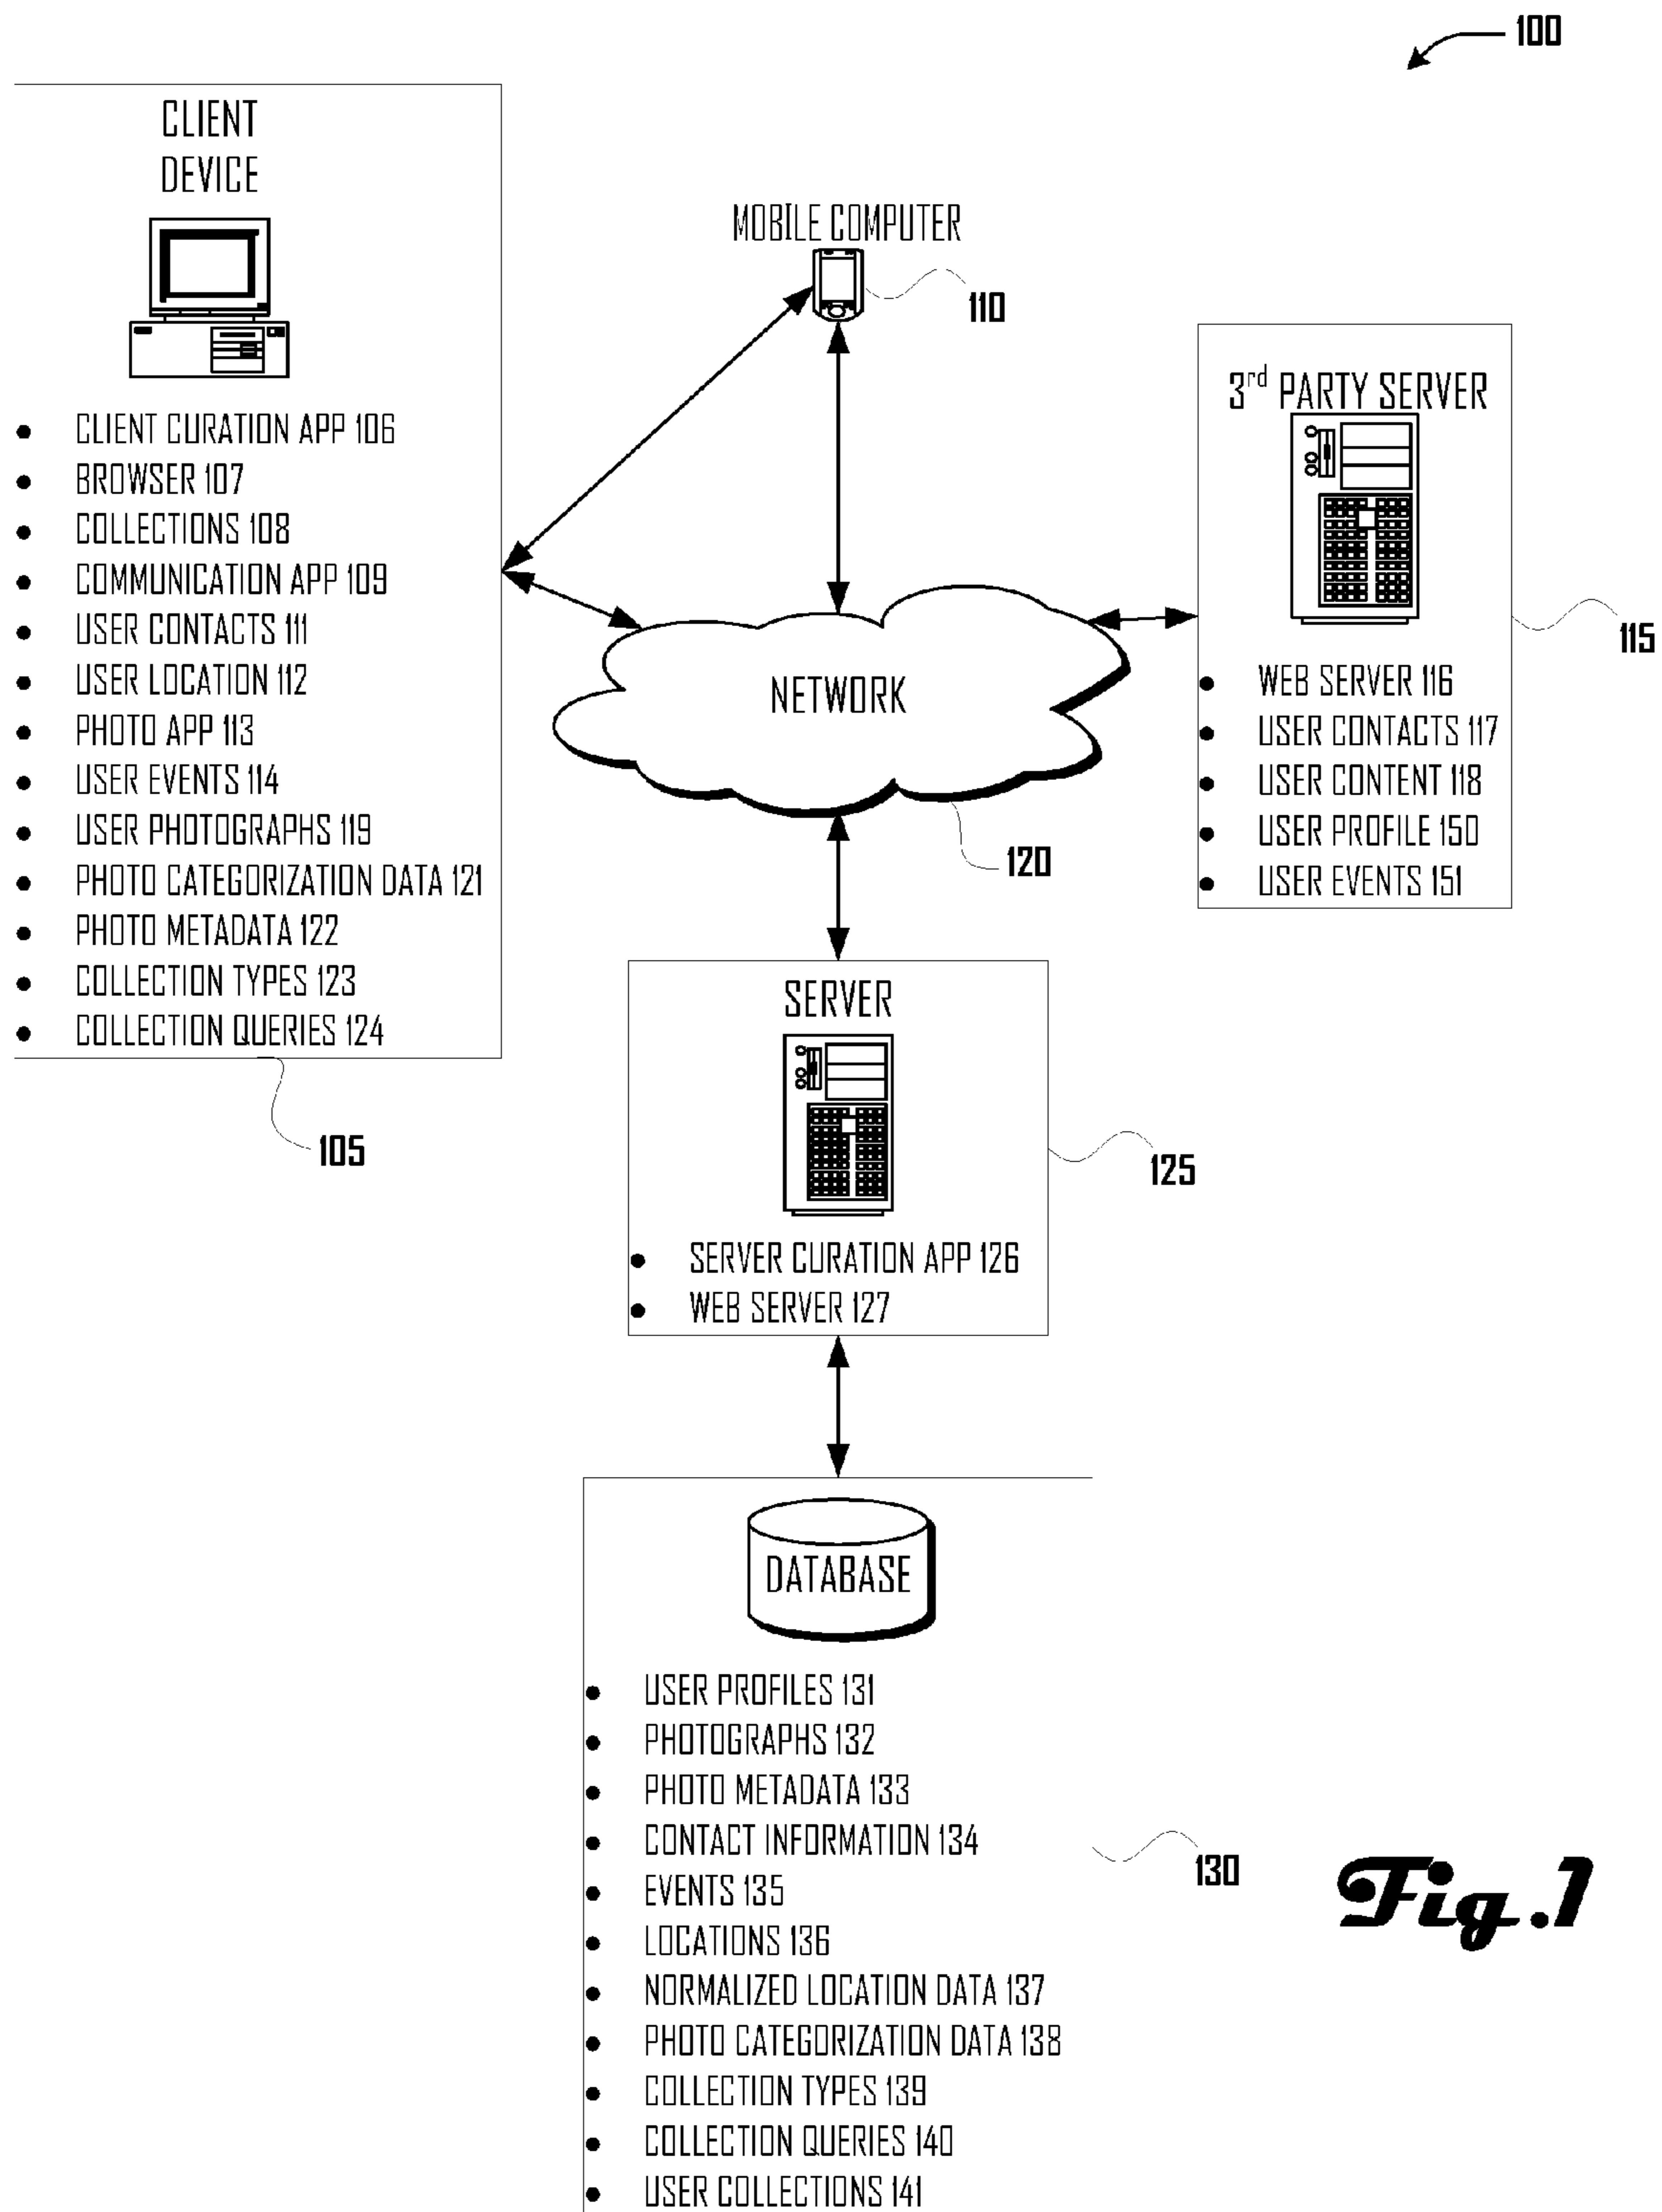 100
CLIENT
DEVICE
• CLIENT CURATION APP 106
• BROWSER 107
• COLLECTIONS 108
• COMMUNICATION APP 109
• USER CONTACTS 111
• USER LOCATION 112
• PHOTO APP 113
• USER EVENTS 114
• USER PHOTOGRAPHS 119
• PHOTO CATEGORIZATION DATA 121
• PHOTO METADATA 122
• COLLECTION TYPES 123
• COLLECTION QUERIES 124
105
MOBILE COMPUTER
110
3rd PARTY SERVER
• WEB SERVER 116
• USER CONTACTS 117
• USER CONTENT 118
• USER PROFILE 150
• USER EVENTS 151
115
NETWORK
120
SERVER
• SERVER CURATION APP 126
• WEB SERVER 127
125
DATABASE
• USER PROFILES 131
• PHOTOGRAPHS 132
• PHOTO METADATA 133
• CONTACT INFORMATION 134
• EVENTS 135
• LOCATIONS 136
• NORMALIZED LOCATION DATA 137
• PHOTO CATEGORIZATION DATA 138
• COLLECTION TYPES 139
• COLLECTION QUERIES 140
• USER COLLECTIONS 141
130
Fig.1